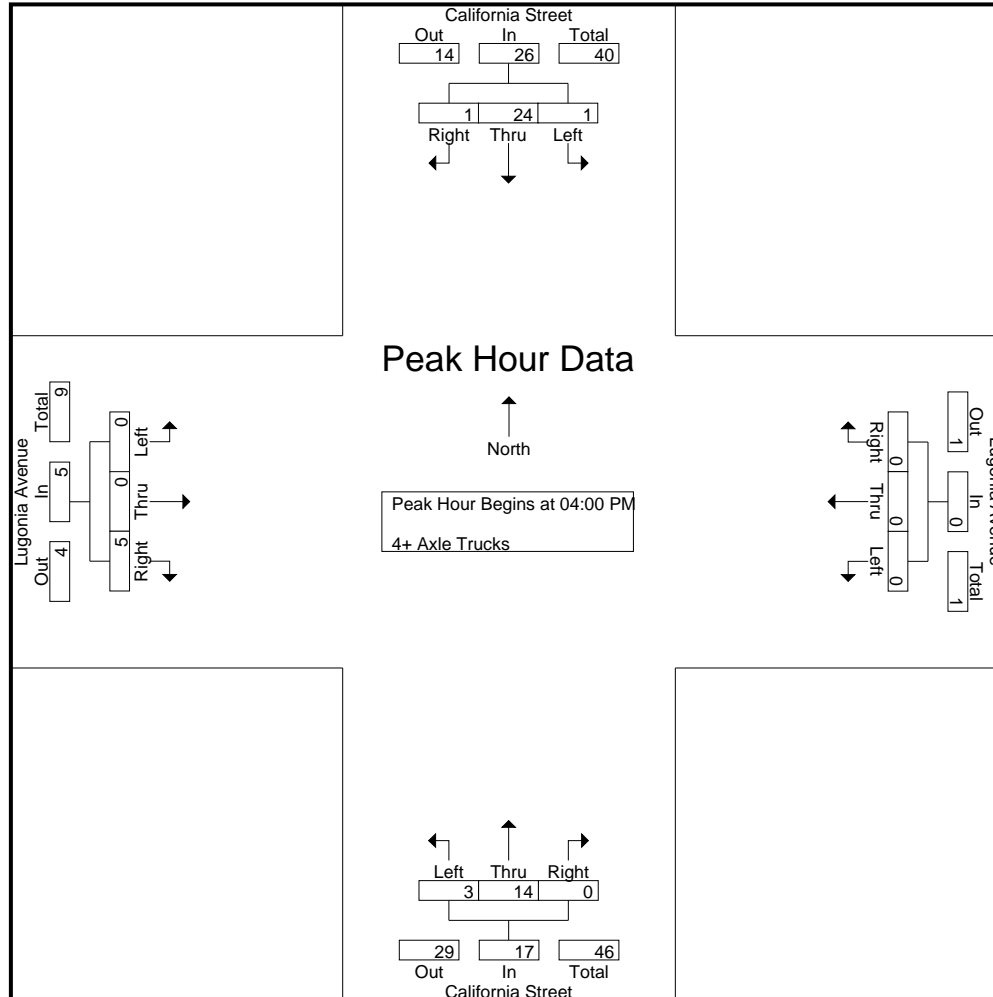 California Street
Out In Total
14 26 40
1 24 1
Right Thru Left
Peak Hour Data
North
Peak Hour Begins at 04:00 PM
4+ Axle Trucks
Lugonia Avenue
Out In Total
4 5 9
5 0 0
Right Thru Left
Out In Total
1 0 1
0 0 0
Right Thru Left
Left Thru Right
3 14 0
29 17 46
Out In Total
California Street